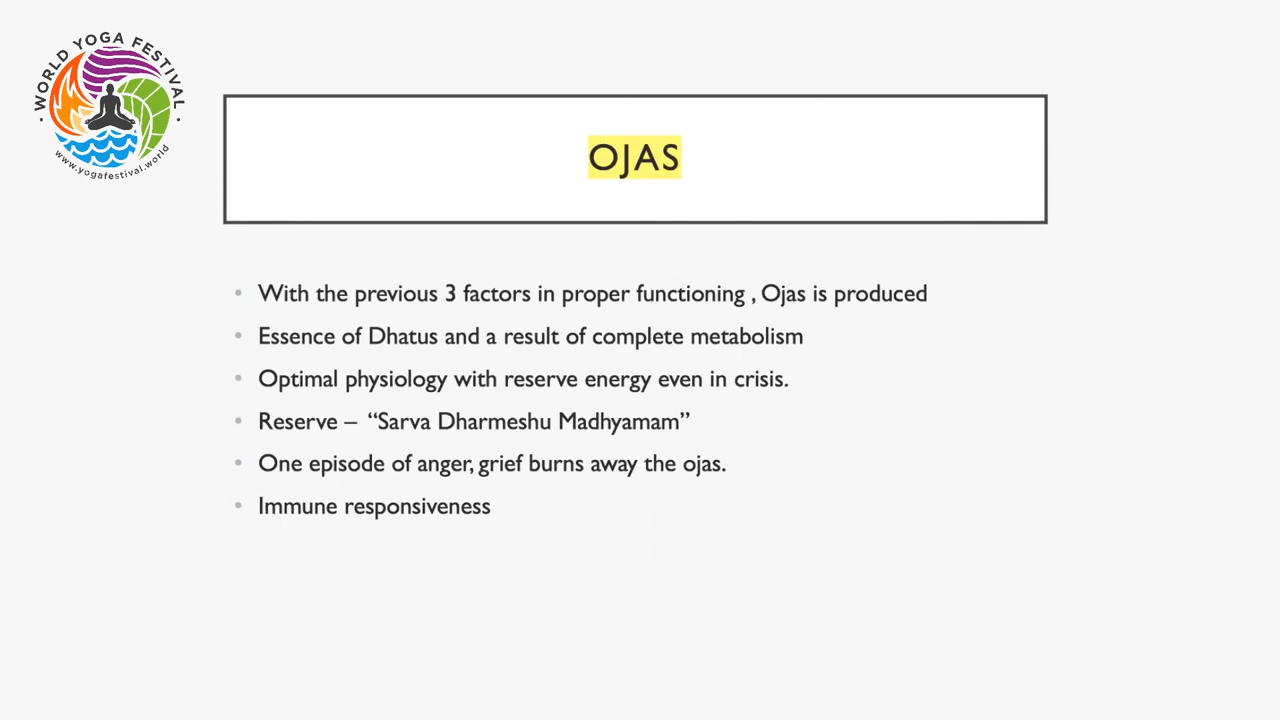 WORLD YOGA FESTIVAL
www.yogafestival.world
OJAS
• With the previous 3 factors in proper functioning , Ojas is produced
• Essence of Dhatus and a result of complete metabolism
• Optimal physiology with reserve energy even in crisis.
• Reserve – “Sarva Dharmeshu Madhyamam”
• One episode of anger, grief burns away the ojas.
• Immune responsiveness